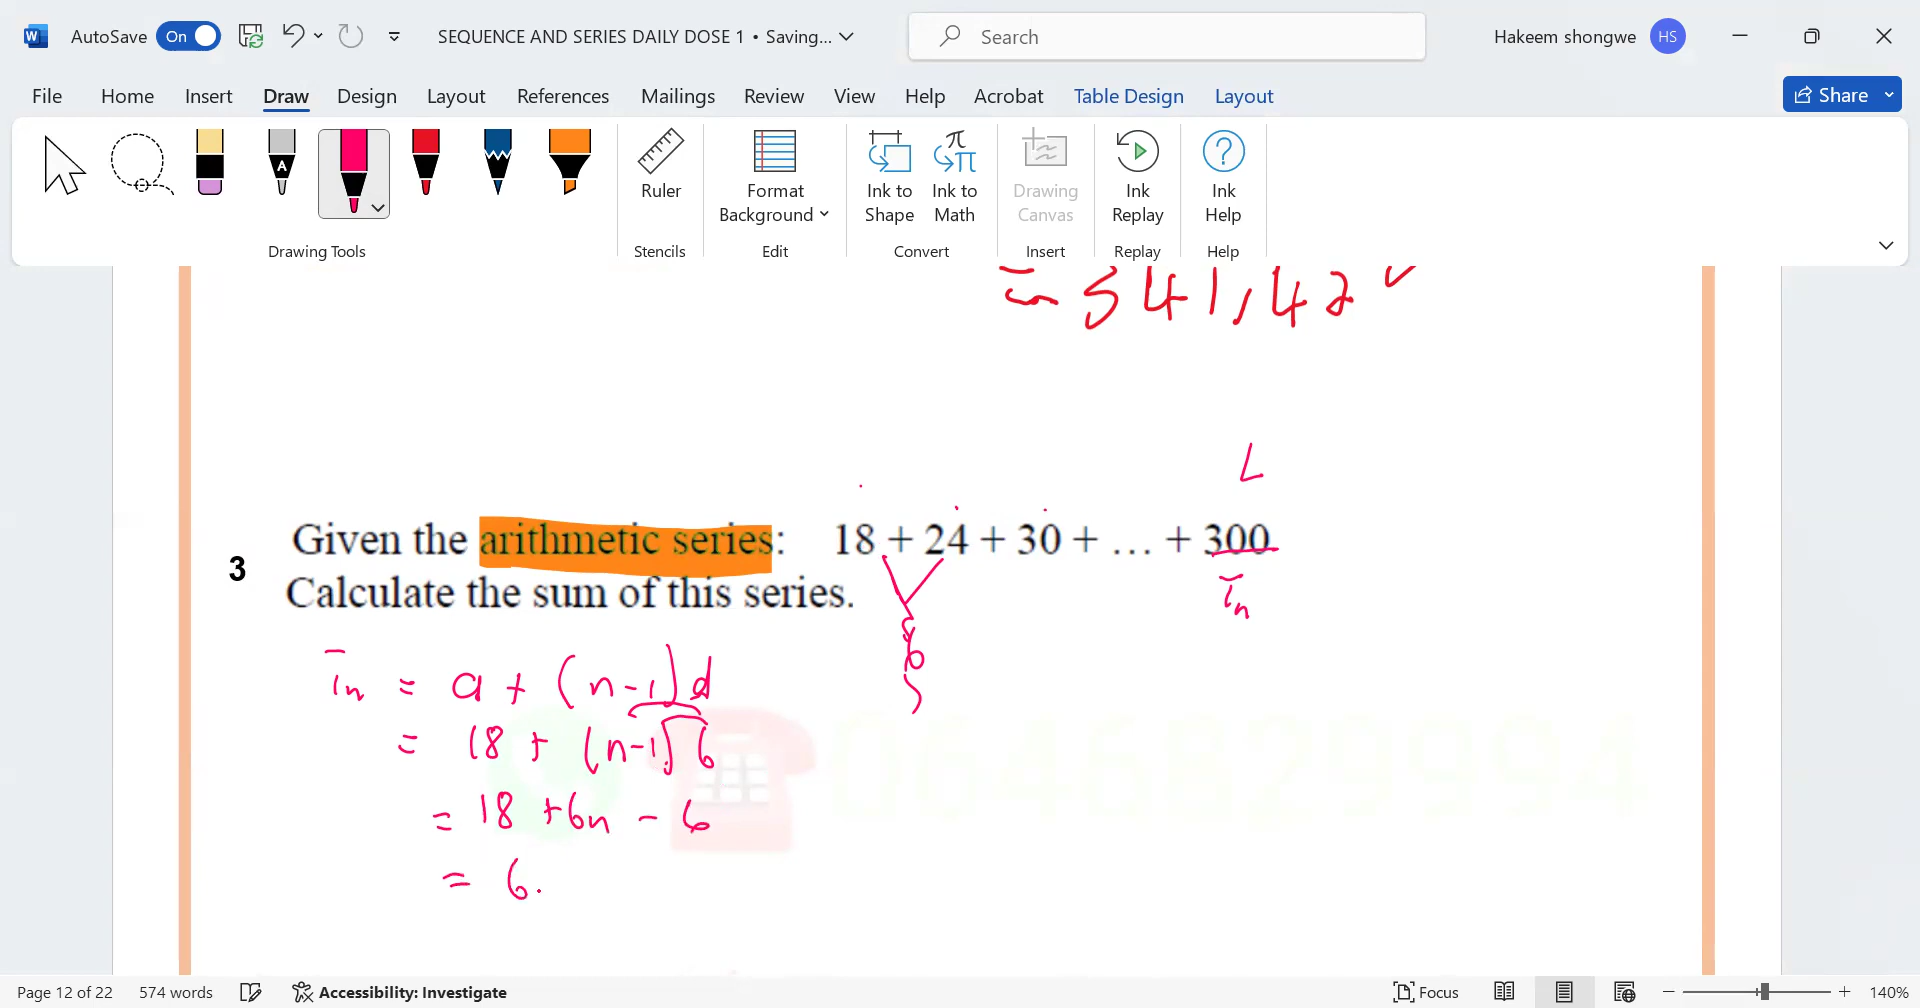 AutoSave On SEQUENCE AND SERIES DAILY DOSE 1 • Saving... Search Hakeem shongwe HS
File Home Insert Draw Design Layout References Mailings Review View Help Acrobat Table Design Layout Share
A
Ruler
Format Background
Ink to Shape
Ink to Math
Drawing Canvas
Ink Replay
Ink Help
Drawing Tools Stencils Edit Convert Insert Replay Help
= 541,42
L
Given the arithmetic series: 18 + 24 + 30 + … + 300
3
Calculate the sum of this series.
Tn
6
Tn = a + (n-1)d
= 18 + (n-1)6
= 18 + 6n - 6
= 6
0646829994
Page 12 of 22 574 words Accessibility: Investigate Focus 140%